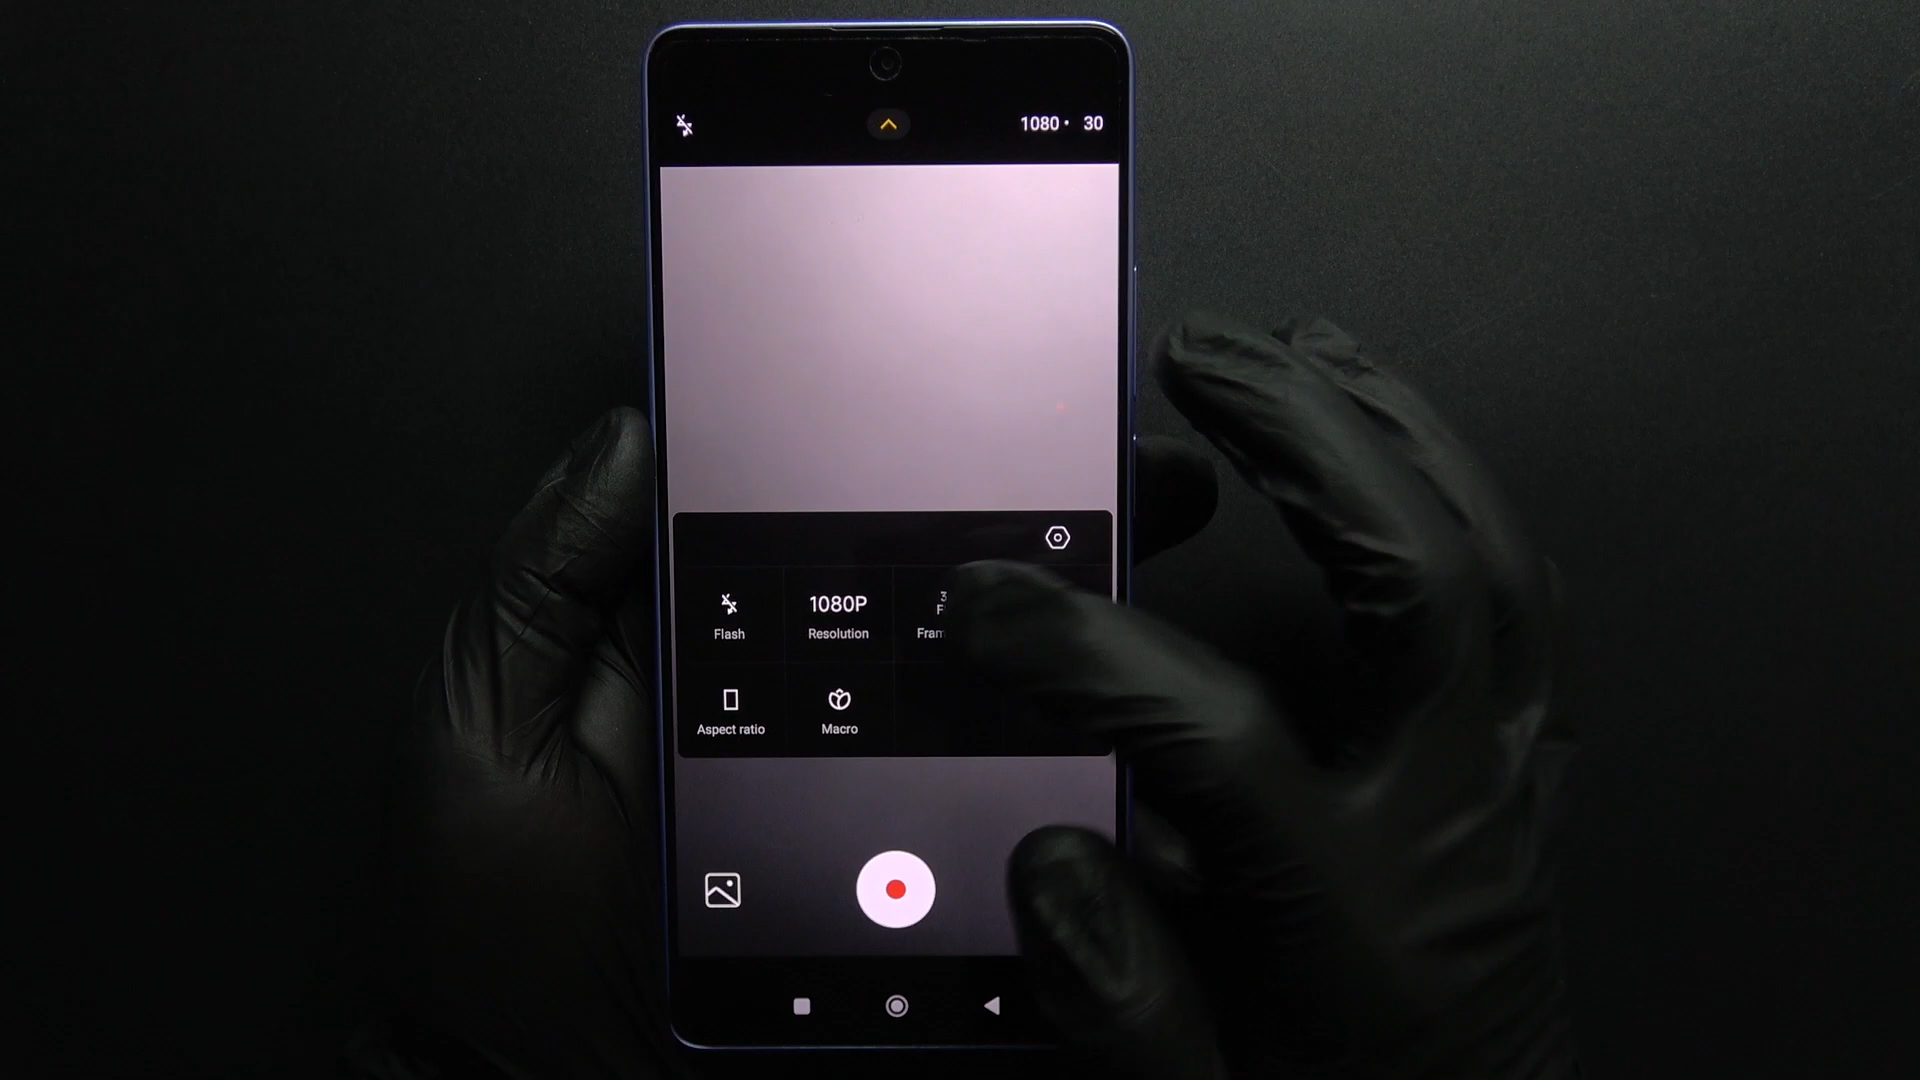 1080 · 30
1080P
Flash
Resolution
Aspect ratio
Macro